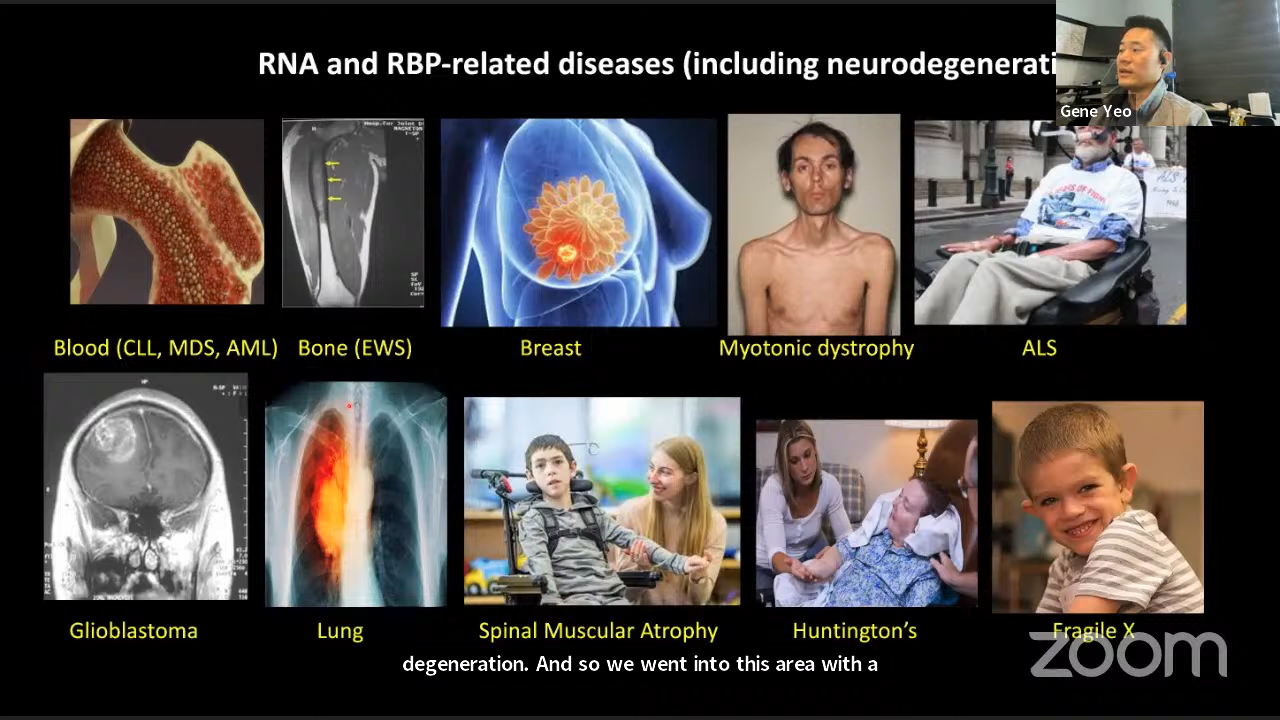 RNA and RBP-related diseases (including neurodegenerati
Gene Yeo
Blood (CLL, MDS, AML)
Bone (EWS)
Breast
Myotonic dystrophy
ALS
Glioblastoma
Lung
Spinal Muscular Atrophy
Huntington's
Fragile X
degeneration. And so we went into this area with a
zoom